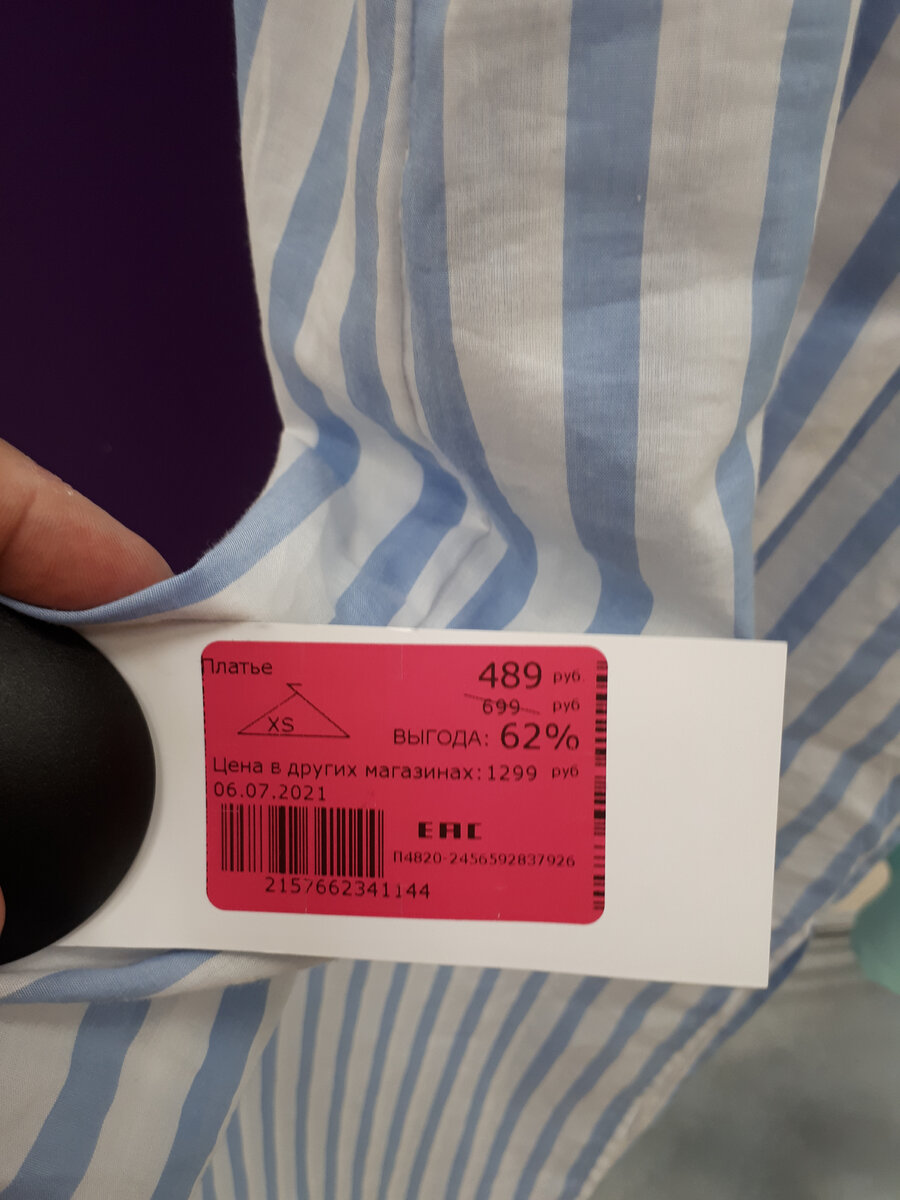 Платье
489 руб.
699 руб
XS
ВЫГОДА: 62%
Цена в других магазинах: 1299 руб
06.07.2021
EAC
П4820-2456592837926
2157662341144